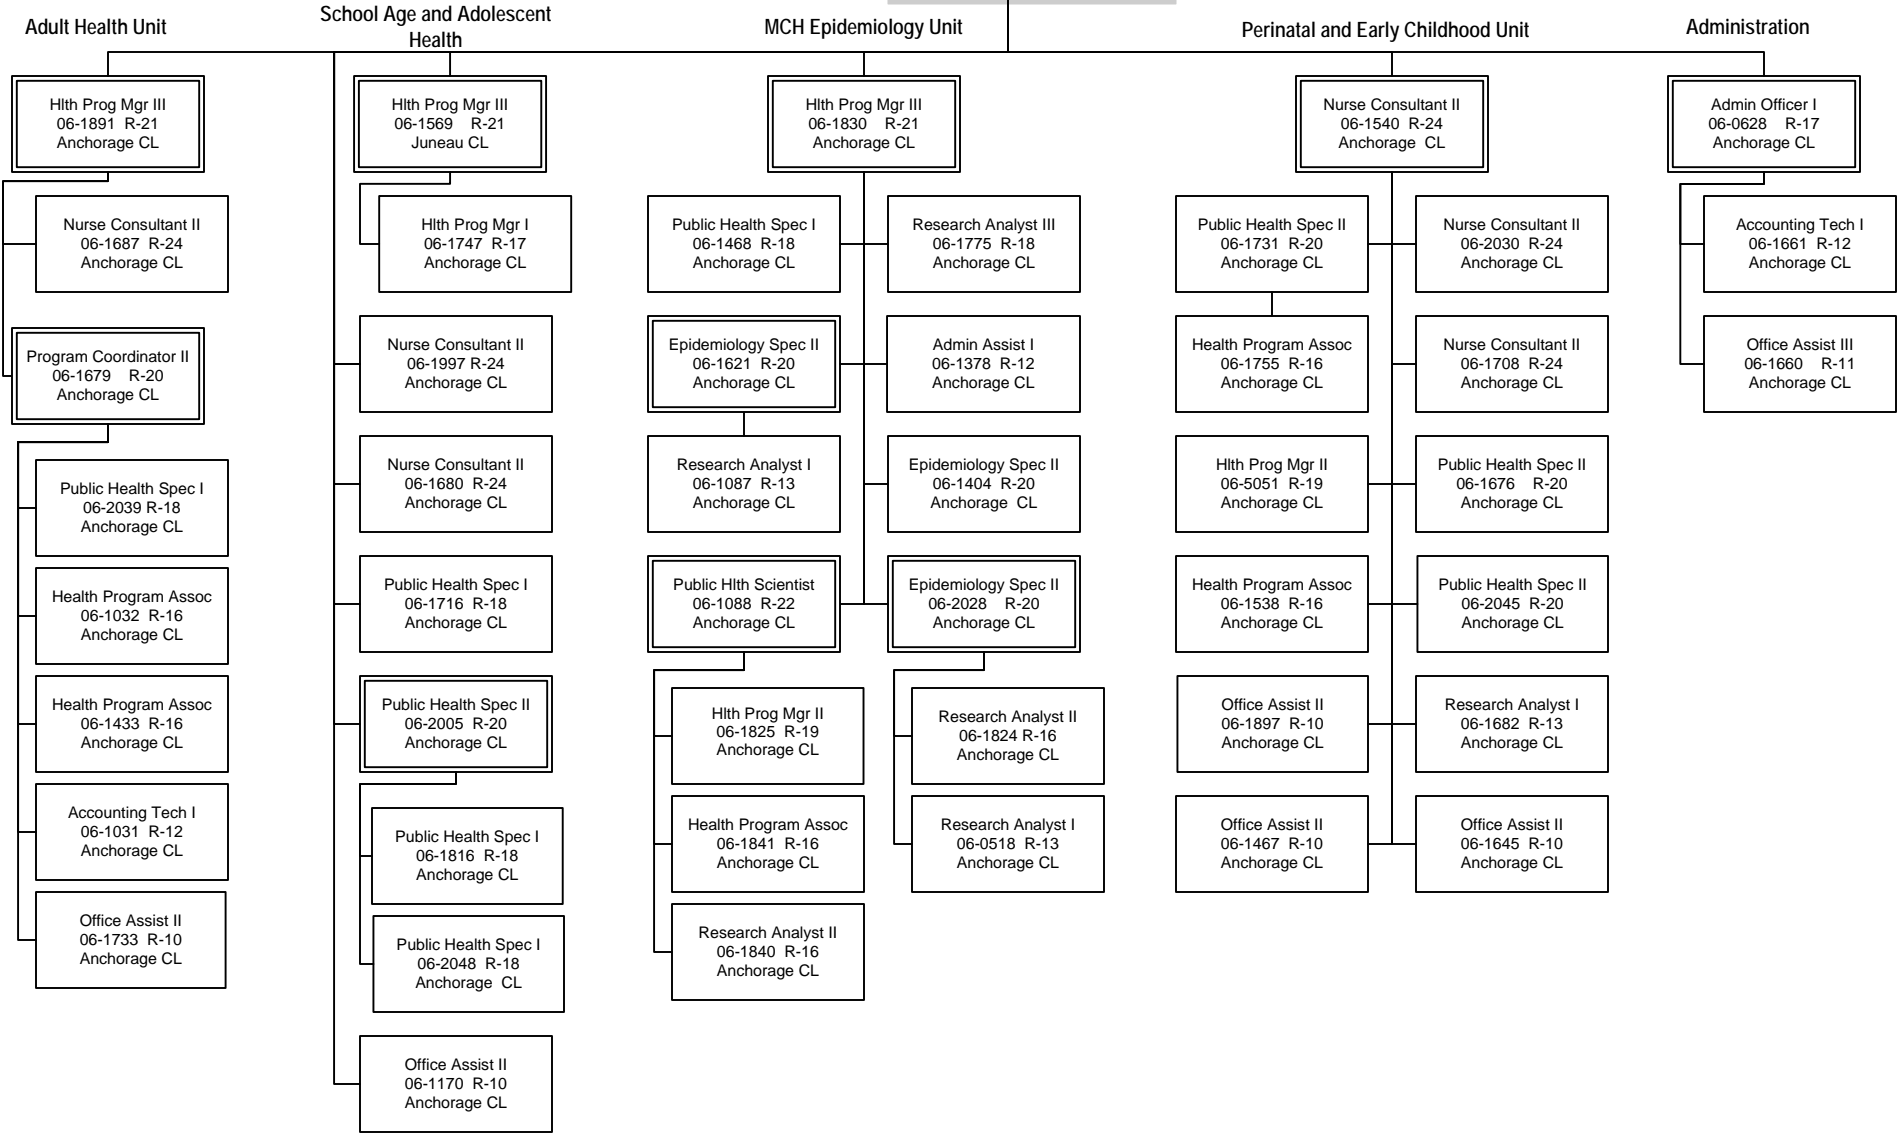 Adult Health Unit
School Age and Adolescent
Health
MCH Epidemiology Unit
Perinatal and Early Childhood Unit
Administration
Hlth Prog Mgr III
06-1891 R-21
Anchorage CL
Nurse Consultant II
06-1687 R-24
Anchorage CL
Program Coordinator II
06-1679 R-20
Anchorage CL
Public Health Spec I
06-2039 R-18
Anchorage CL
Health Program Assoc
06-1032 R-16
Anchorage CL
Health Program Assoc
06-1433 R-16
Anchorage CL
Accounting Tech I
06-1031 R-12
Anchorage CL
Office Assist II
06-1733 R-10
Anchorage CL
Hlth Prog Mgr III
06-1569 R-21
Juneau CL
Hlth Prog Mgr I
06-1747 R-17
Anchorage CL
Nurse Consultant II
06-1997 R-24
Anchorage CL
Nurse Consultant II
06-1680 R-24
Anchorage CL
Public Health Spec I
06-1716 R-18
Anchorage CL
Public Health Spec II
06-2005 R-20
Anchorage CL
Public Health Spec I
06-1816 R-18
Anchorage CL
Public Health Spec I
06-2048 R-18
Anchorage CL
Office Assist II
06-1170 R-10
Anchorage CL
Hlth Prog Mgr III
06-1830 R-21
Anchorage CL
Public Health Spec I
06-1468 R-18
Anchorage CL
Research Analyst III
06-1775 R-18
Anchorage CL
Epidemiology Spec II
06-1621 R-20
Anchorage CL
Admin Assist I
06-1378 R-12
Anchorage CL
Research Analyst I
06-1087 R-13
Anchorage CL
Epidemiology Spec II
06-1404 R-20
Anchorage CL
Public Hlth Scientist
06-1088 R-22
Anchorage CL
Epidemiology Spec II
06-2028 R-20
Anchorage CL
Hlth Prog Mgr II
06-1825 R-19
Anchorage CL
Health Program Assoc
06-1841 R-16
Anchorage CL
Research Analyst II
06-1840 R-16
Anchorage CL
Research Analyst II
06-1824 R-16
Anchorage CL
Research Analyst I
06-0518 R-13
Anchorage CL
Nurse Consultant II
06-1540 R-24
Anchorage CL
Public Health Spec II
06-1731 R-20
Anchorage CL
Nurse Consultant II
06-2030 R-24
Anchorage CL
Health Program Assoc
06-1755 R-16
Anchorage CL
Nurse Consultant II
06-1708 R-24
Anchorage CL
Hlth Prog Mgr II
06-5051 R-19
Anchorage CL
Public Health Spec II
06-1676 R-20
Anchorage CL
Health Program Assoc
06-1538 R-16
Anchorage CL
Public Health Spec II
06-2045 R-20
Anchorage CL
Office Assist II
06-1897 R-10
Anchorage CL
Research Analyst I
06-1682 R-13
Anchorage CL
Office Assist II
06-1467 R-10
Anchorage CL
Office Assist II
06-1645 R-10
Anchorage CL
Admin Officer I
06-0628 R-17
Anchorage CL
Accounting Tech I
06-1661 R-12
Anchorage CL
Office Assist III
06-1660 R-11
Anchorage CL